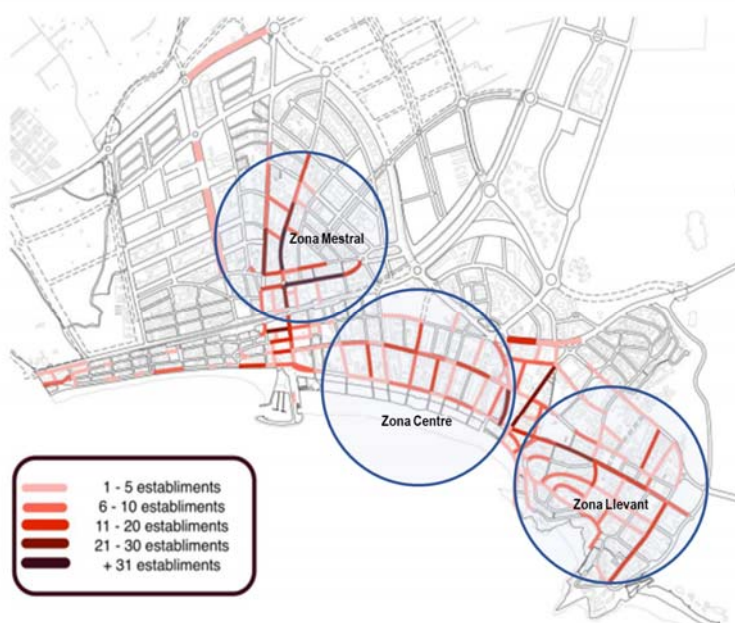 Zona Mestral
Zona Centre
Zona Llevant
1 - 5 establiments
6 - 10 establiments
11 - 20 establiments
21 - 30 establiments
+ 31 establiments